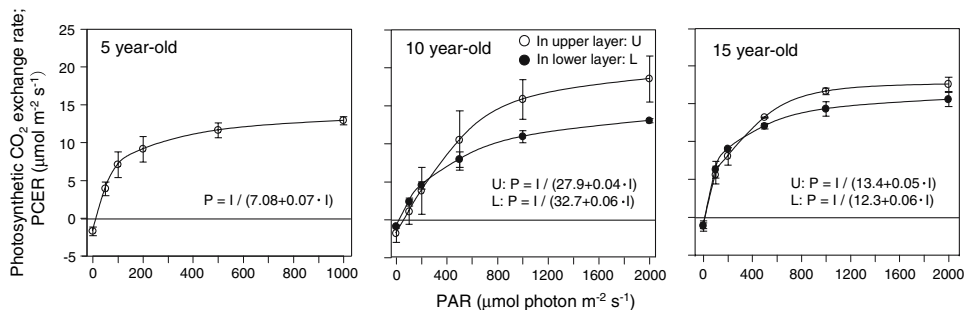 Photosynthetic CO₂ exchange rate;
PCER (μmol m⁻² s⁻¹)
25
20
15
10
5
0
-5
5 year-old
P = I / (7.08+0.07・I)
0 200 400 600 800 1000
10 year-old
In upper layer: U
In lower layer: L
U: P = I / (27.9+0.04・I)
L: P = I / (32.7+0.06・I)
0 400 800 1200 1600 2000
15 year-old
U: P = I / (13.4+0.05・I)
L: P = I / (12.3+0.06・I)
0 400 800 1200 1600 2000
PAR (μmol photon m⁻² s⁻¹)